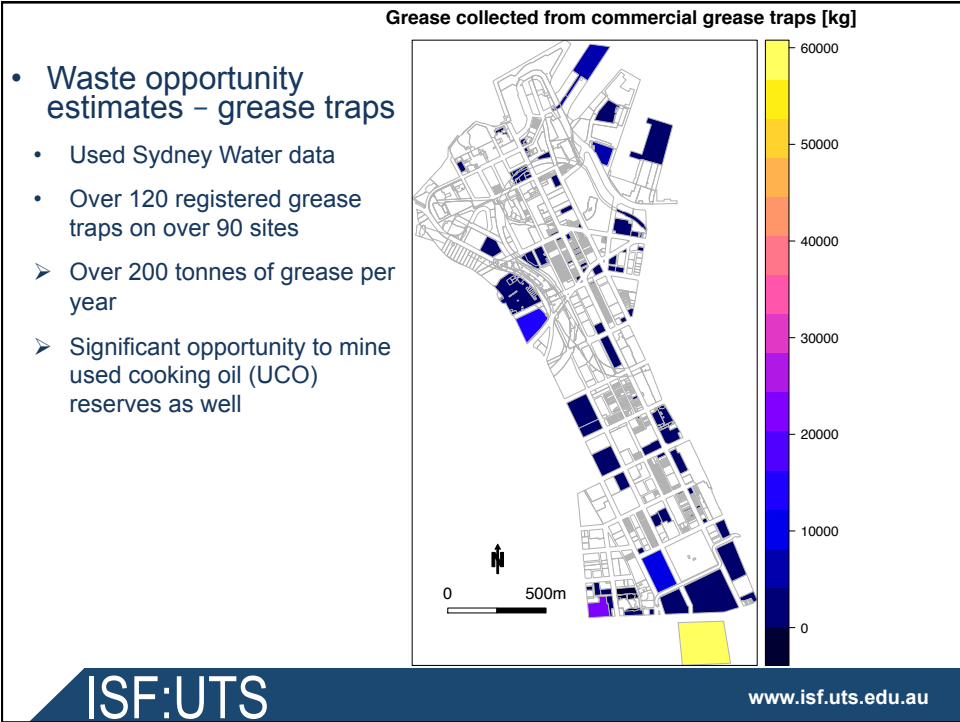 Grease collected from commercial grease traps [kg]
• Waste opportunity
estimates – grease traps
• Used Sydney Water data
• Over 120 registered grease
traps on over 90 sites
➢ Over 200 tonnes of grease per
year
➢ Significant opportunity to mine
used cooking oil (UCO)
reserves as well
60000
50000
40000
30000
20000
10000
0
N
0 500m
ISF:UTS
www.isf.uts.edu.au